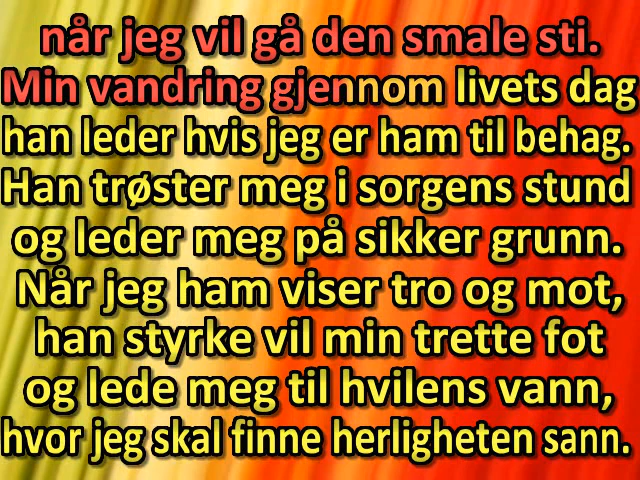 når jeg vil gå den smale sti.
Min vandring gjennom livets dag
han leder hvis jeg er ham til behag.
Han trøster meg i sorgens stund
og leder meg på sikker grunn.
Når jeg ham viser tro og mot,
han styrke vil min trette fot
og lede meg til hvilens vann,
hvor jeg skal finne herligheten sann.